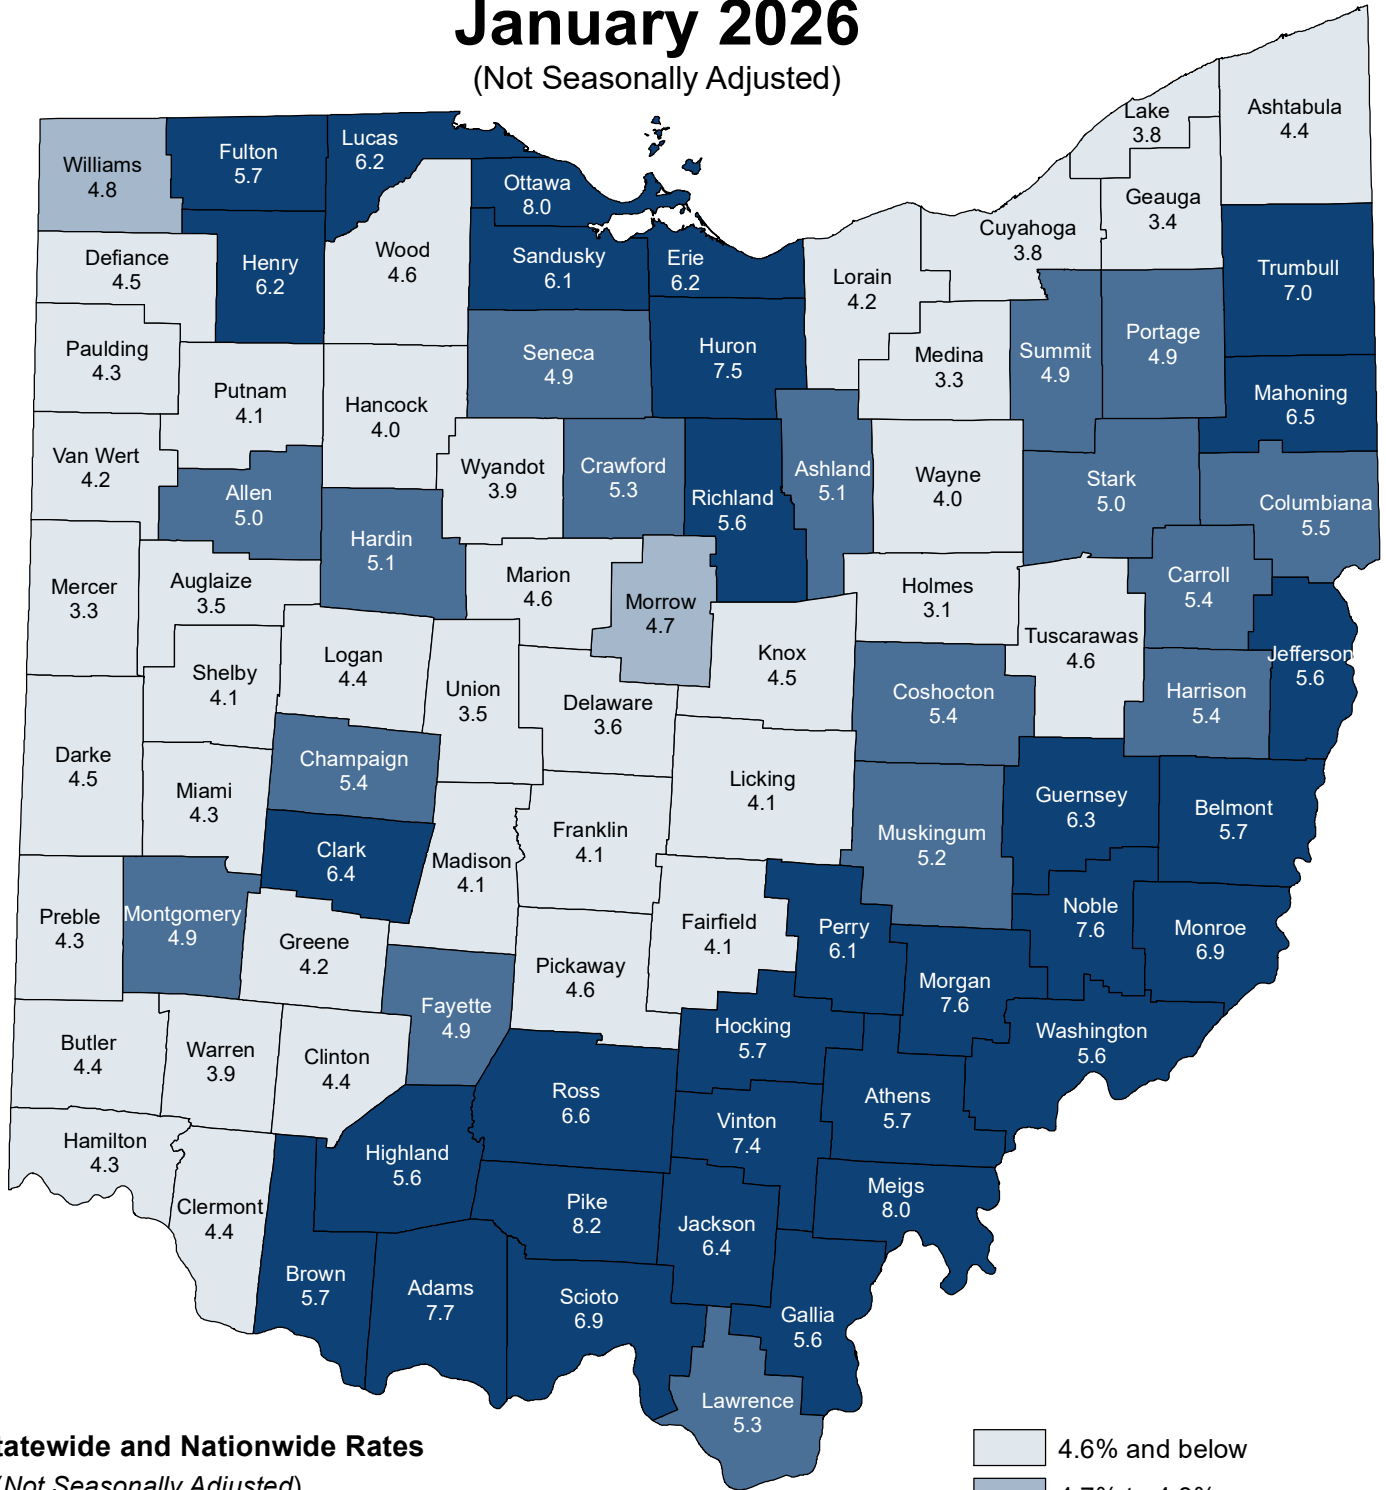 January 2026
(Not Seasonally Adjusted)
Lake
3.8
Ashtabula
4.4
Williams
4.8
Fulton
5.7
Lucas
6.2
Ottawa
8.0
Geauga
3.4
Cuyahoga
3.8
Defiance
4.5
Henry
6.2
Wood
4.6
Sandusky
6.1
Erie
6.2
Lorain
4.2
Trumbull
7.0
Paulding
4.3
Seneca
4.9
Huron
7.5
Medina
3.3
Summit
4.9
Portage
4.9
Putnam
4.1
Hancock
4.0
Mahoning
6.5
Van Wert
4.2
Allen
5.0
Wyandot
3.9
Crawford
5.3
Richland
5.6
Ashland
5.1
Wayne
4.0
Stark
5.0
Columbiana
5.5
Hardin
5.1
Mercer
3.3
Auglaize
3.5
Marion
4.6
Morrow
4.7
Holmes
3.1
Carroll
5.4
Tuscarawas
4.6
Jefferson
5.6
Shelby
4.1
Logan
4.4
Union
3.5
Delaware
3.6
Knox
4.5
Coshocton
5.4
Harrison
5.4
Darke
4.5
Miami
4.3
Champaign
5.4
Licking
4.1
Guernsey
6.3
Belmont
5.7
Clark
6.4
Madison
4.1
Franklin
4.1
Muskingum
5.2
Preble
4.3
Montgomery
4.9
Greene
4.2
Fairfield
4.1
Perry
6.1
Noble
7.6
Monroe
6.9
Pickaway
4.6
Morgan
7.6
Fayette
4.9
Hocking
5.7
Washington
5.6
Butler
4.4
Warren
3.9
Clinton
4.4
Ross
6.6
Athens
5.7
Vinton
7.4
Hamilton
4.3
Highland
5.6
Clermont
4.4
Pike
8.2
Jackson
6.4
Meigs
8.0
Brown
5.7
Adams
7.7
Scioto
6.9
Gallia
5.6
Lawrence
5.3
tatewide and Nationwide Rates
(Not Seasonally Adjusted)
4.6% and below